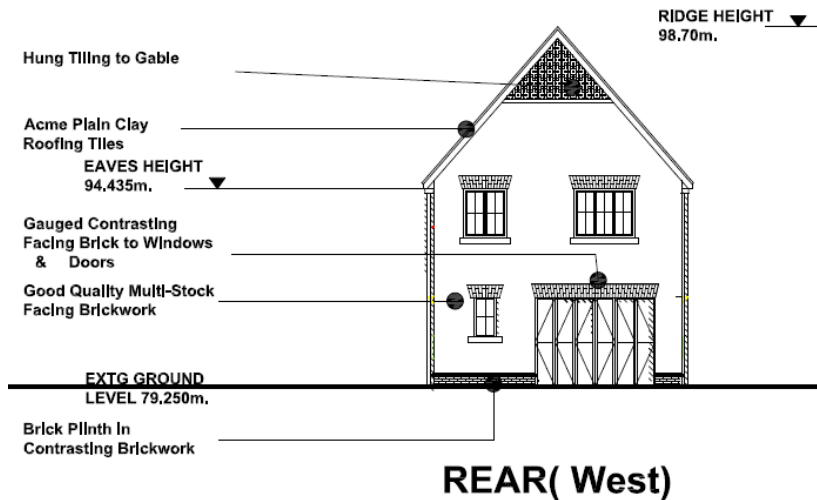 RIDGE HEIGHT
98.70m.
Hung Tiling to Gable
Acme Plain Clay
Roofing Tiles
EAVES HEIGHT
94.435m.
Gauged Contrasting
Facing Brick to Windows
& Doors
Good Quality Multi-Stock
Facing Brickwork
EXTG GROUND
LEVEL 79.250m.
Brick Plinth in
Contrasting Brickwork
REAR( West)